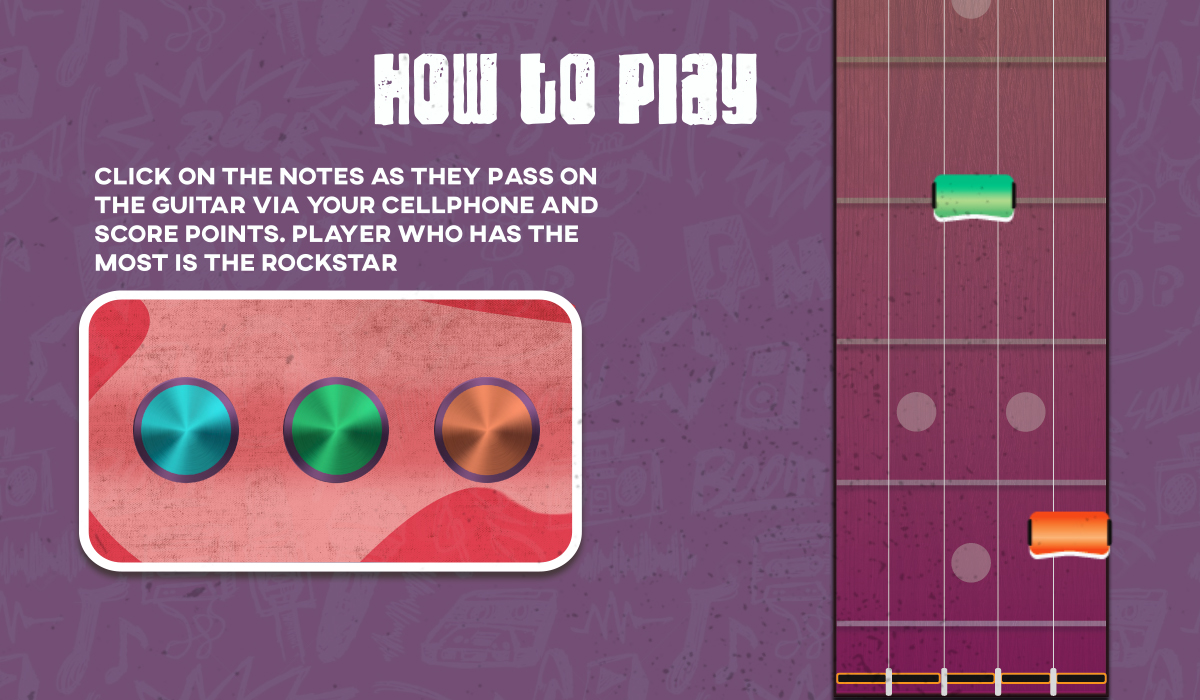 How to Play
CLICK ON THE NOTES AS THEY PASS ON
THE GUITAR VIA YOUR CELLPHONE AND
SCORE POINTS. PLAYER WHO HAS THE
MOST IS THE ROCKSTAR